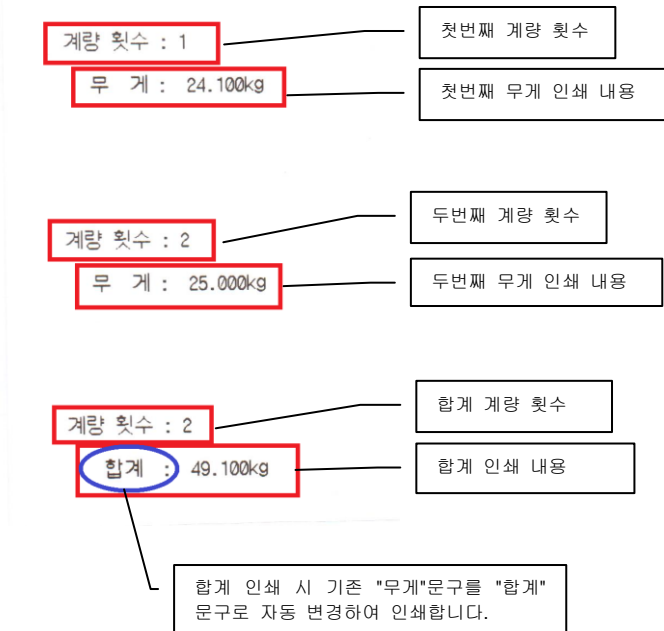 계량 횟수 : 1
첫번째 계량 횟수
무 게 : 24.100kg
첫번째 무게 인쇄 내용
계량 횟수 : 2
두번째 계량 횟수
무 게 : 25.000kg
두번째 무게 인쇄 내용
계량 횟수 : 2
합계 계량 횟수
합계 : 49.100kg
합계 인쇄 내용
합계 인쇄 시 기존 "무게"문구를 "합계"
문구로 자동 변경하여 인쇄합니다.